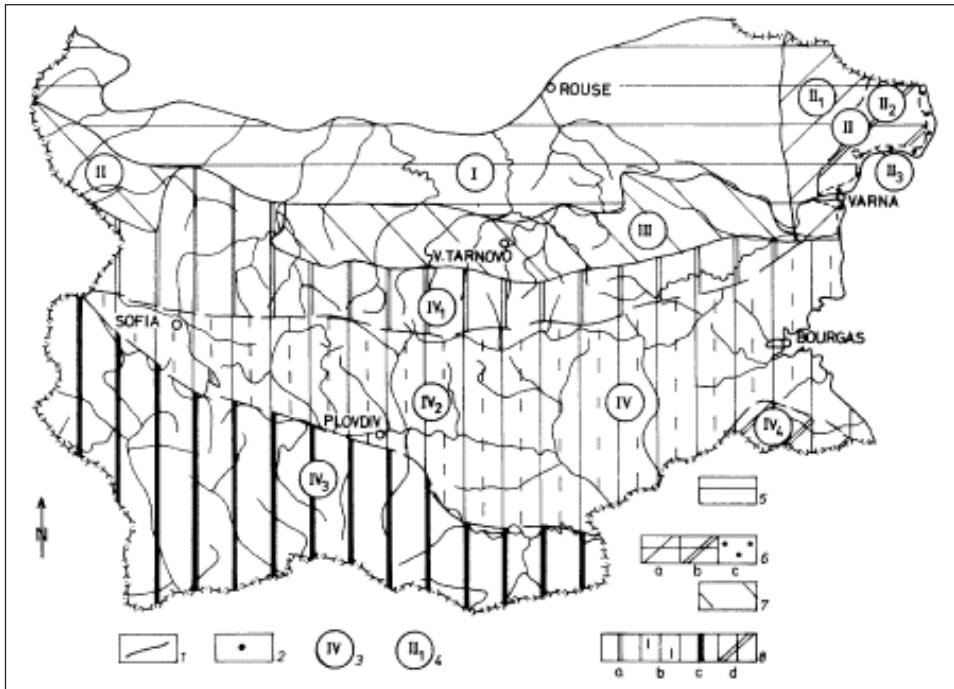 ROUSE
II₁
II₂
II
II
I
II₃
VARNA
III
V. TARNOVO
IV₁
SOFIA
BOURGAS
IV₂
IV
PLOVDIV
IV₄
IV₃
5
N
6
a b c
7
1
2
IV 3
II₁ 4
8
a b c d